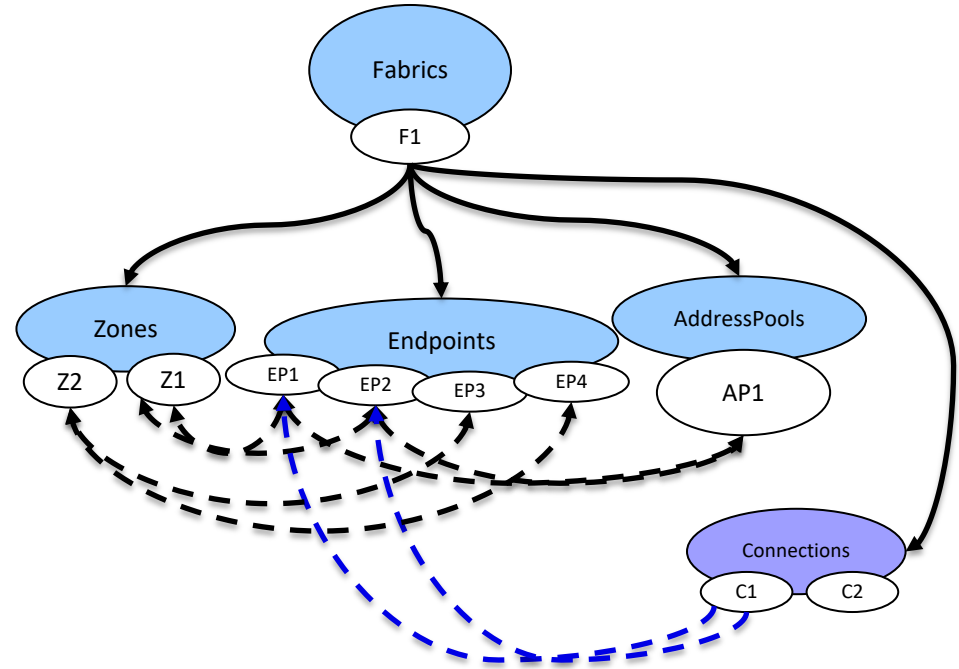 Fabrics
F1
Zones
Z2
Z1
Endpoints
EP1
EP2
EP3
EP4
AddressPools
AP1
Connections
C1
C2